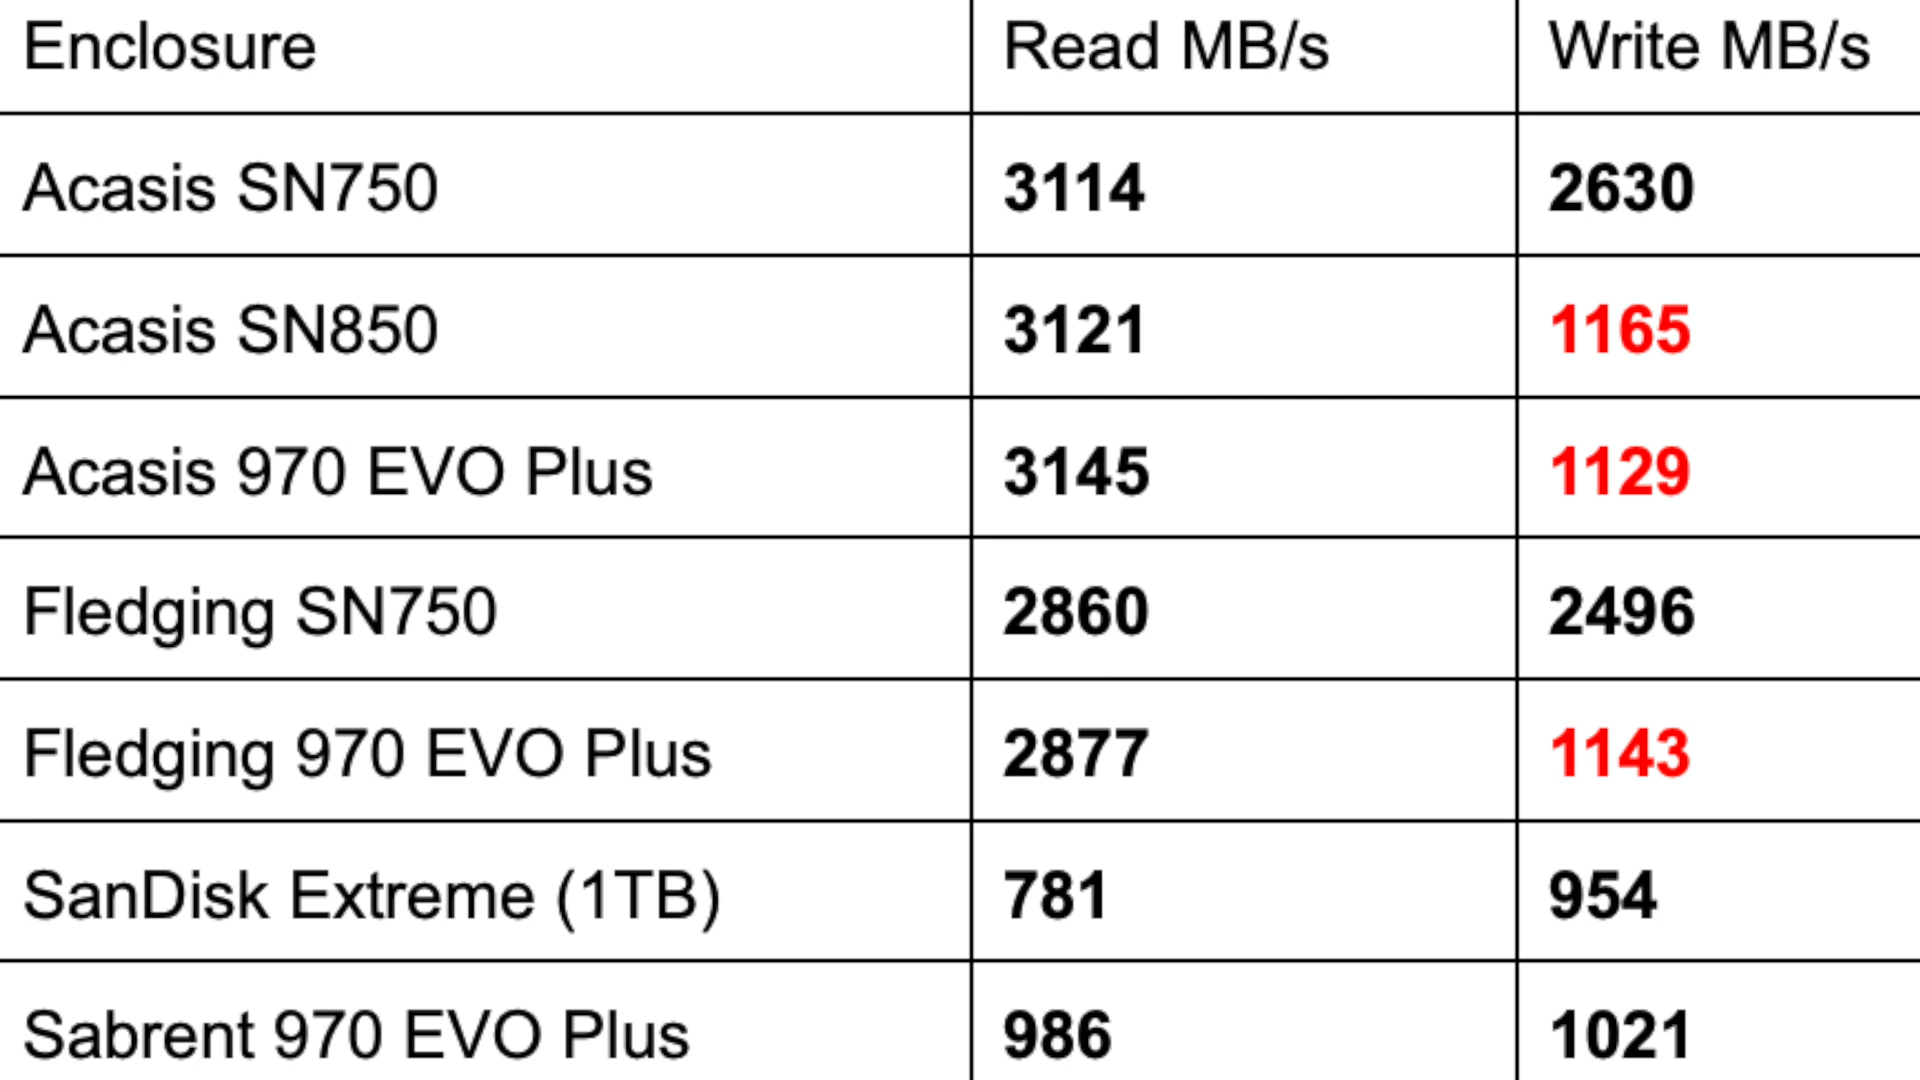 Enclosure Read MB/s Write MB/s
Acasis SN750 3114 2630
Acasis SN850 3121 1165
Acasis 970 EVO Plus 3145 1129
Fledging SN750 2860 2496
Fledging 970 EVO Plus 2877 1143
SanDisk Extreme (1TB) 781 954
Sabrent 970 EVO Plus 986 1021